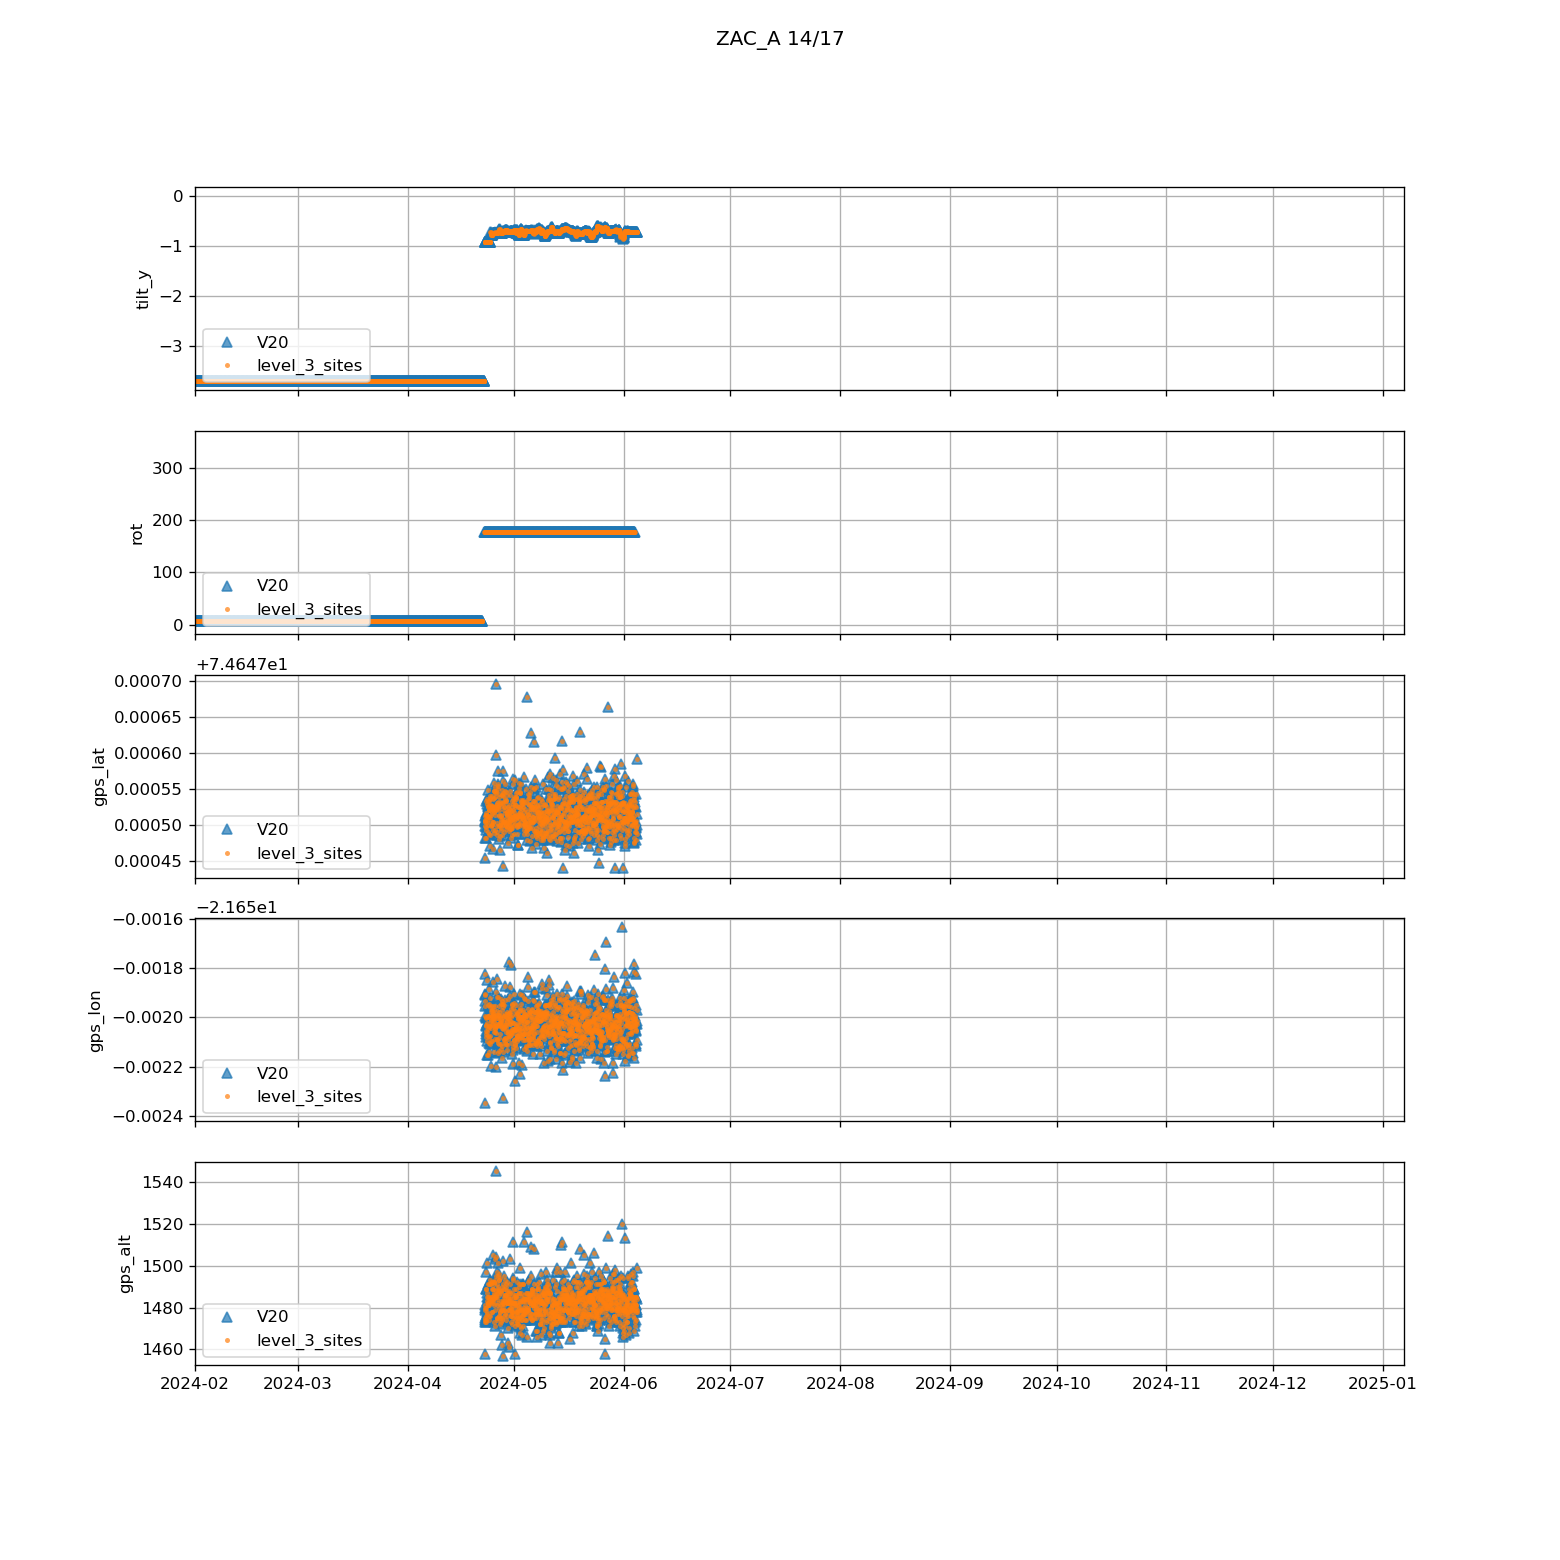 ZAC_A 14/17
0
−1
−2
−3
tilt_y
V20
level_3_sites
300
200
100
0
rot
V20
level_3_sites
+7.4647e1
0.00070
0.00065
0.00060
0.00055
0.00050
0.00045
gps_lat
V20
level_3_sites
−2.165e1
−0.0016
−0.0018
−0.0020
−0.0022
−0.0024
gps_lon
V20
level_3_sites
1540
1520
1500
1480
1460
gps_alt
V20
level_3_sites
2024-02 2024-03 2024-04 2024-05 2024-06 2024-07 2024-08 2024-09 2024-10 2024-11 2024-12 2025-01